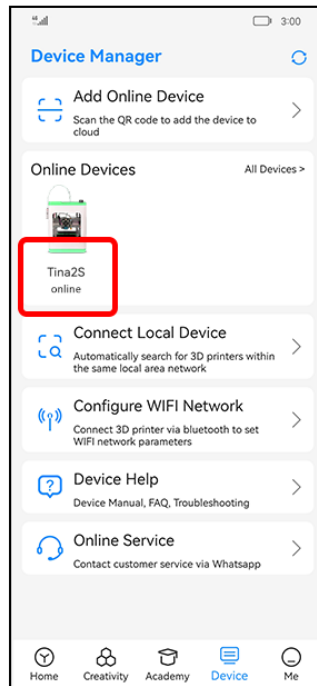 3:00
Device Manager
Add Online Device
Scan the QR code to add the device to
cloud
Online Devices
All Devices >
Tina2S
online
Connect Local Device
Automatically search for 3D printers within
the same local area network
Configure WIFI Network
Connect 3D printer via bluetooth to set
WIFI network parameters
Device Help
Device Manual, FAQ, Troubleshooting
Online Service
Contact customer service via Whatsapp
Home
Creativity
Academy
Device
Me